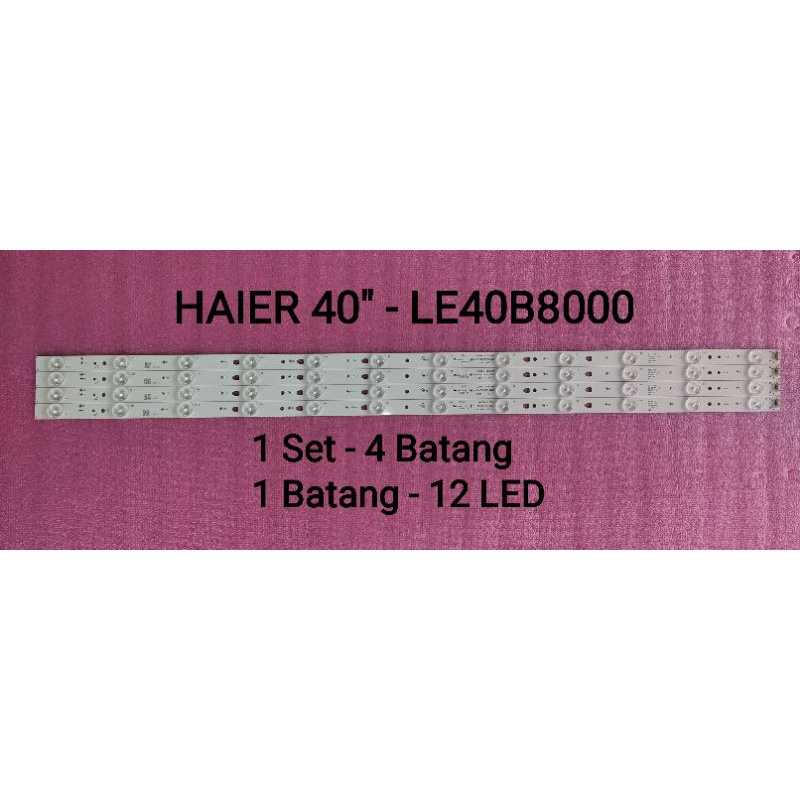 HAIER 40" - LE40B8000
1 Set - 4 Batang
1 Batang - 12 LED